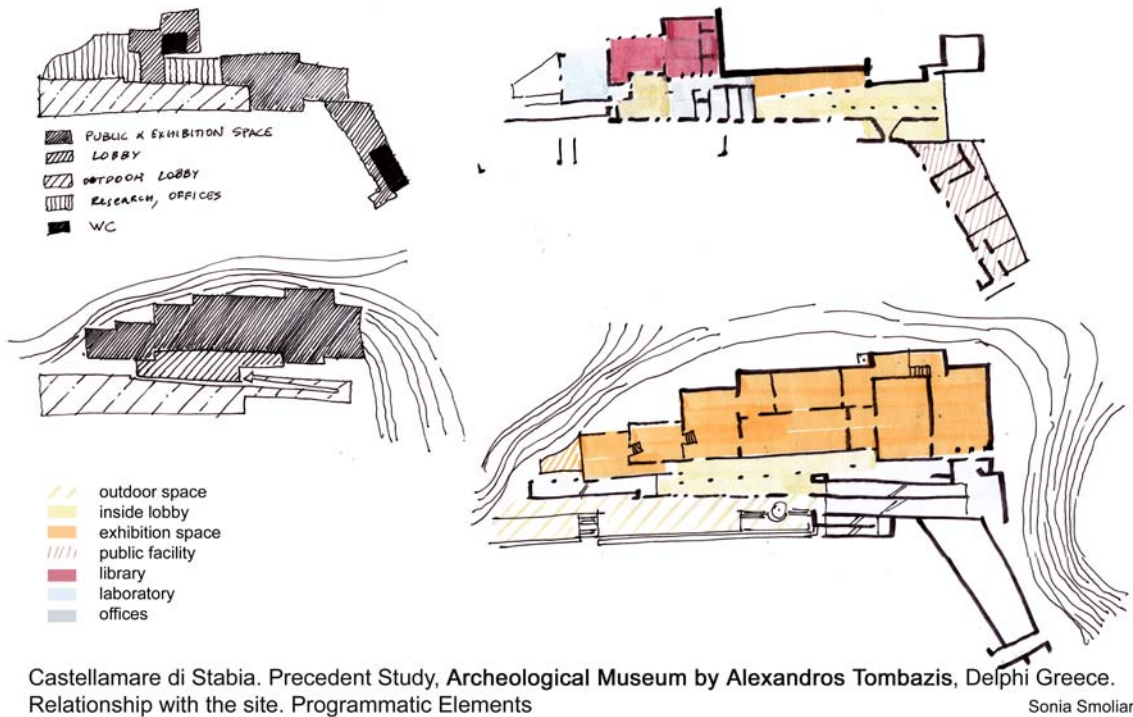 PUBLIC & EXHIBITION SPACE
LOBBY
OUTDOOR LOBBY
RESEARCH, OFFICES
WC
outdoor space
inside lobby
exhibition space
public facility
library
laboratory
offices
Castellamare di Stabia. Precedent Study, Archeological Museum by Alexandros Tombazis, Delphi Greece.
Relationship with the site. Programmatic Elements
Sonia Smoliar